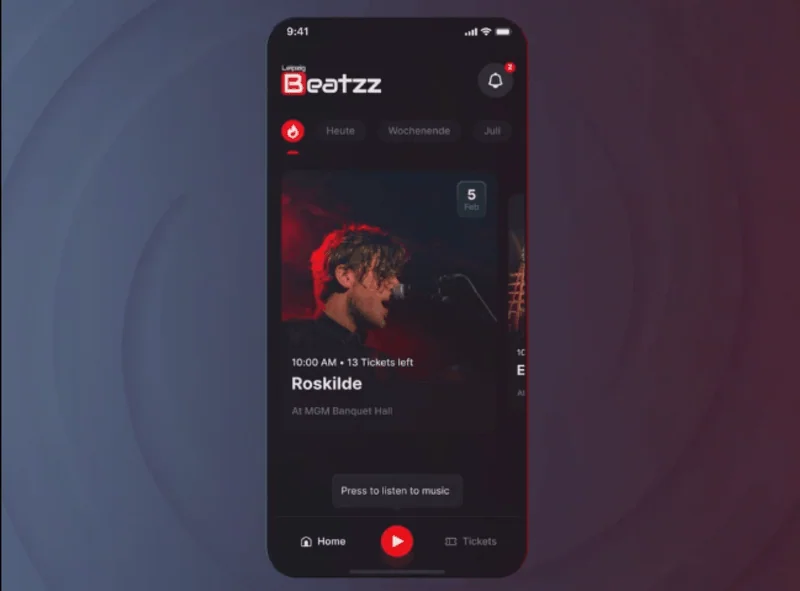 9:41
Leipzig
Beatzz
2
Heute Wochenende Juli
5
Feb
10:00 AM • 13 Tickets left
Roskilde
At MGM Banquet Hall
10
E
At
Press to listen to music
Home Tickets